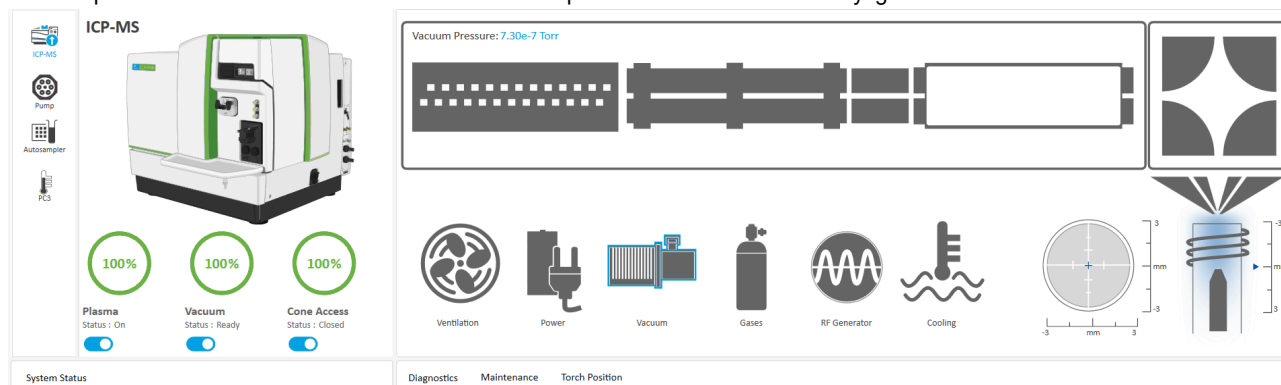 ICP-MS
Vacuum Pressure: 7.30e-7 Torr
ICP-MS
Pump
Autosampler
PC3
100%
100%
100%
Plasma
Vacuum
Cone Access
Status : On
Status : Ready
Status : Closed
Ventilation
Power
Vacuum
Gases
RF Generator
Cooling
3
mm
-3
-3
mm
3
-3
m
3
System Status
Diagnostics
Maintenance
Torch Position